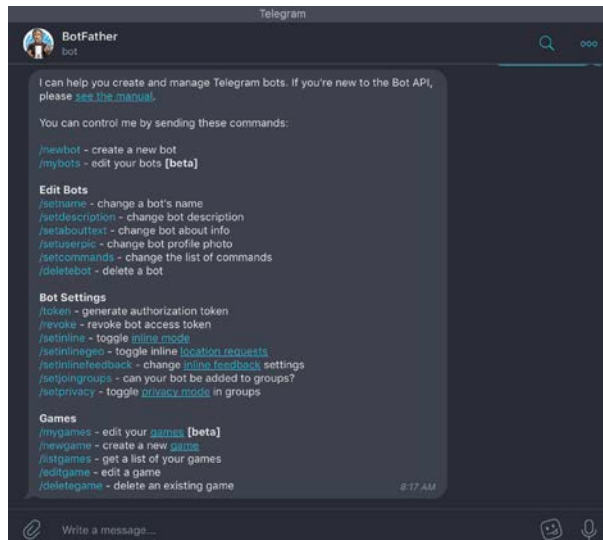 Telegram
BotFather
bot
I can help you create and manage Telegram bots. If you're new to the Bot API,
please see the manual.
You can control me by sending these commands:
/newbot - create a new bot
/mybots - edit your bots [beta]
Edit Bots
/setname - change a bot's name
/setdescription - change bot description
/setabouttext - change bot about info
/setuserpic - change bot profile photo
/setcommands - change the list of commands
/deletebot - delete a bot
Bot Settings
/token - generate authorization token
/revoke - revoke bot access token
/setinline - toggle inline mode
/setinlinegeo - toggle inline location requests
/setinlinefeedback - change inline feedback settings
/setjoingroups - can your bot be added to groups?
/setprivacy - toggle privacy mode in groups
Games
/mygames - edit your games [beta]
/newgame - create a new game
/listgames - get a list of your games
/editgame - edit a game
/deletegame - delete an existing game
8:17 AM
Write a message...